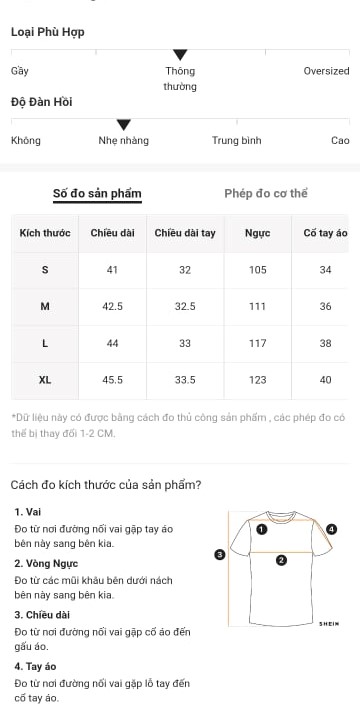 Loại Phù Hợp
Gầy Thông thường Oversized
Độ Đàn Hồi
Không Nhẹ nhàng Trung bình Cao
Số đo sản phẩm Phép đo cơ thể
Kích thước Chiều dài Chiều dài tay Ngực Cổ tay áo
S 41 32 105 34
M 42.5 32.5 111 36
L 44 33 117 38
XL 45.5 33.5 123 40
*Dữ liệu này có được bằng cách đo thủ công sản phẩm , các phép đo có
thể bị thay đổi 1-2 CM.
Cách đo kích thước của sản phẩm?
1. Vai
Đo từ nơi đường nối vai gặp tay áo
bên này sang bên kia.
2. Vòng Ngực
Đo từ các mũi khâu bên dưới nách
bên này sang bên kia.
3. Chiều dài
Đo từ nơi đường nối vai gặp cổ áo đến
gấu áo.
4. Tay áo
Đo từ nơi đường nối vai gặp lỗ tay đến
cổ tay áo.
1
4
3
2
SHEIN